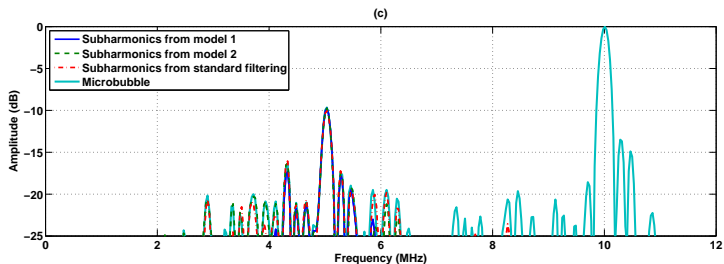 (c)
Subharmonics from model 1
Subharmonics from model 2
Subharmonics from standard filtering
Microbubble
Amplitude (dB)
0
−5
−10
−15
−20
−25
0 2 4 6 8 10 12
Frequency (MHz)